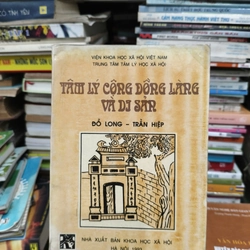 VIỆN KHOA HỌC XÃ HỘI VIỆT NAM
TRUNG TÂM TÂM LÝ HỌC XÃ HỘI
TÂM LÝ CỘNG ĐỒNG LÀNG
VÀ DI SẢN
ĐỖ LONG – TRẦN HIỆP
NHÀ XUẤT BẢN KHOA HỌC XÃ HỘI